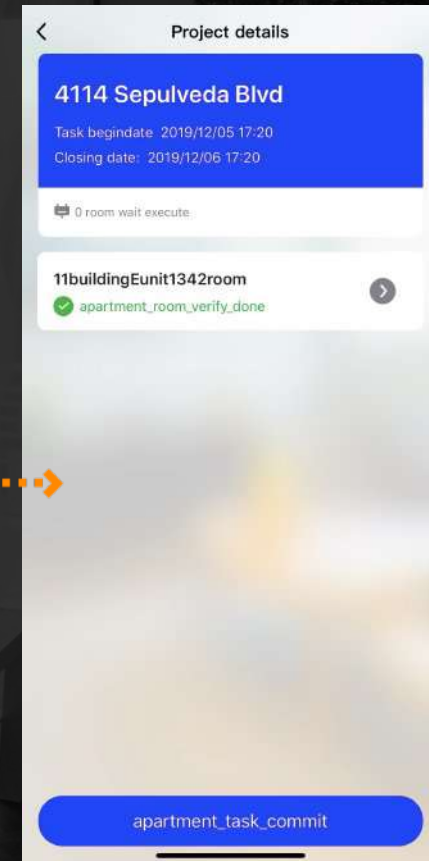 Project details
4114 Sepulveda Blvd
Task begindate 2019/12/05 17:20
Closing date: 2019/12/06 17:20
0 room wait execute
11buildingEunit1342room
apartment_room_verify_done
apartment_task_commit